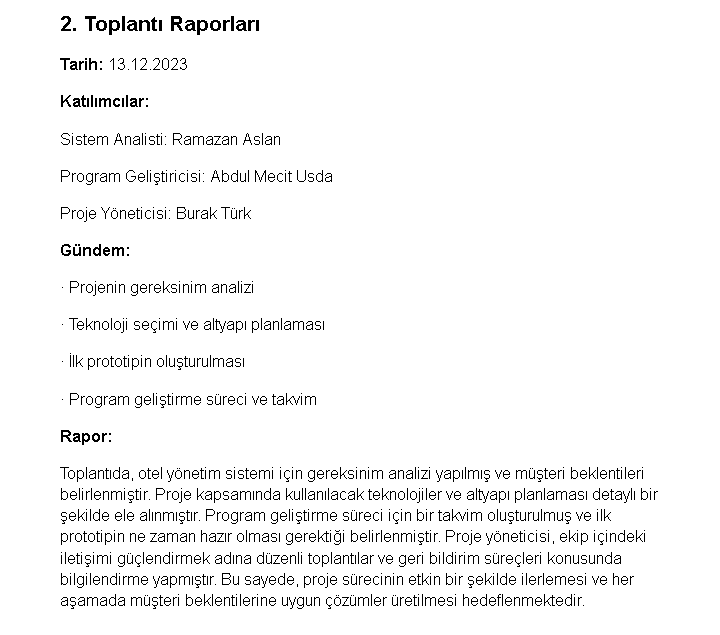 2. Toplantı Raporları
Tarih: 13.12.2023
Katılımcılar:
Sistem Analisti: Ramazan Aslan
Program Geliştiricisi: Abdul Mecit Usda
Proje Yöneticisi: Burak Türk
Gündem:
· Projenin gereksinim analizi
· Teknoloji seçimi ve altyapı planlaması
· İlk prototipin oluşturulması
· Program geliştirme süreci ve takvim
Rapor:
Toplantıda, otel yönetim sistemi için gereksinim analizi yapılmış ve müşteri beklentileri
belirlenmiştir. Proje kapsamında kullanılacak teknolojiler ve altyapı planlaması detaylı bir
şekilde ele alınmıştır. Program geliştirme süreci için bir takvim oluşturulmuş ve ilk
prototipin ne zaman hazır olması gerektiği belirlenmiştir. Proje yöneticisi, ekip içindeki
iletişimi güçlendirmek adına düzenli toplantılar ve geri bildirim süreçleri konusunda
bilgilendirme yapmıştır. Bu sayede, proje sürecinin etkin bir şekilde ilerlemesi ve her
aşamada müşteri beklentilerine uygun çözümler üretilmesi hedeflenmektedir.